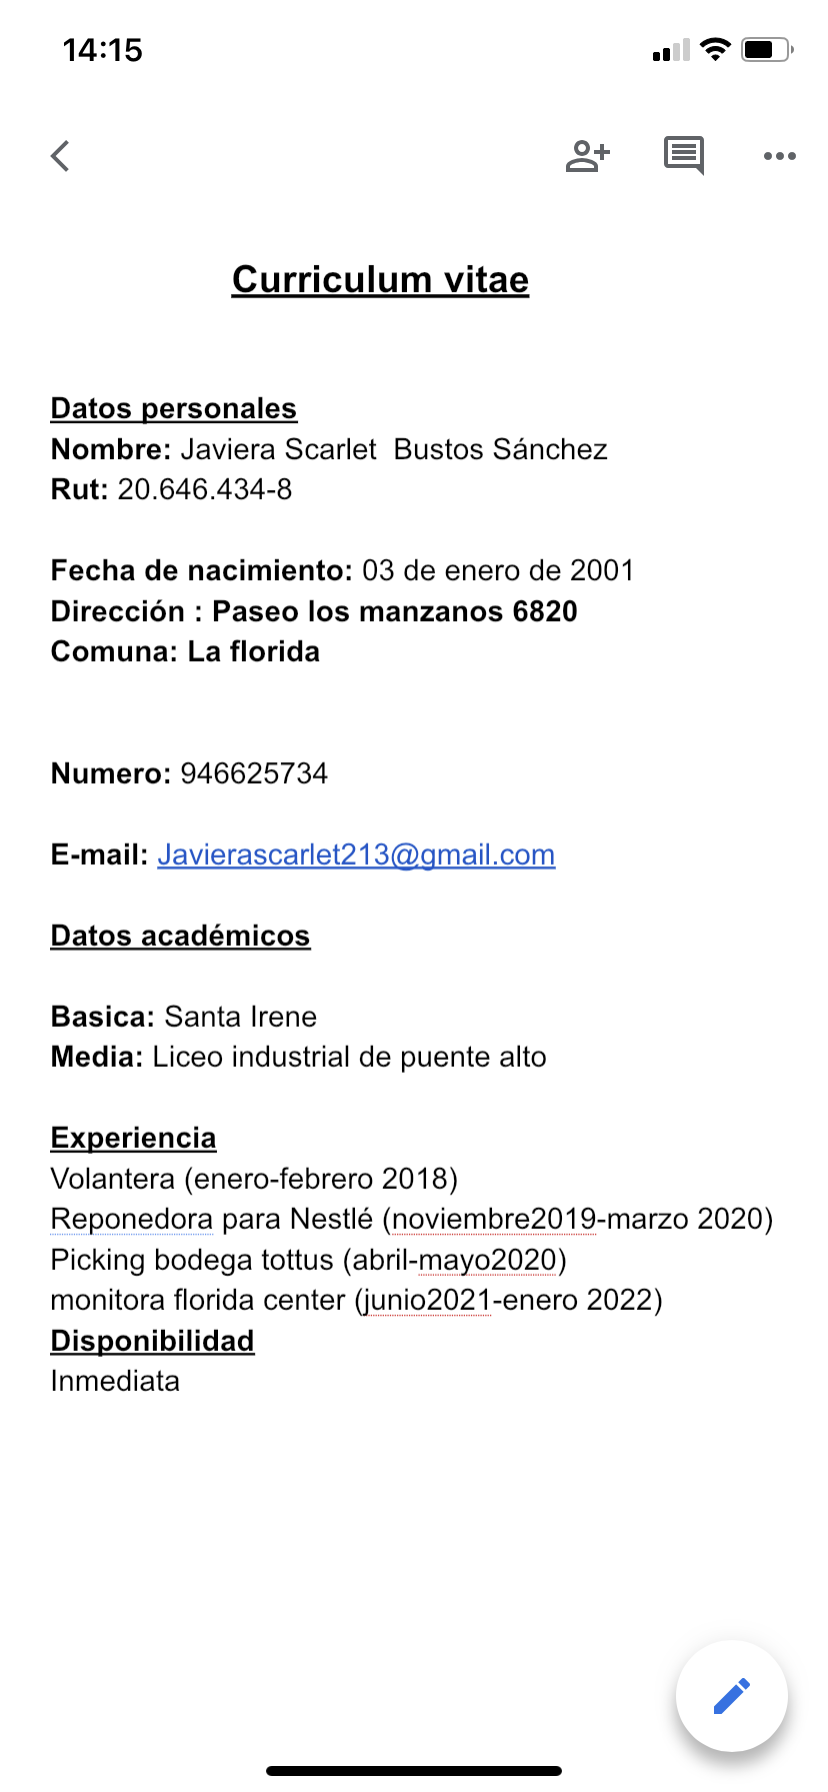 14:15
Curriculum vitae
Datos personales
Nombre: Javiera Scarlet  Bustos Sánchez
Rut: 20.646.434-8
Fecha de nacimiento: 03 de enero de 2001
Dirección : Paseo los manzanos 6820
Comuna: La florida
Numero: 946625734
E-mail: Javierascarlet213@gmail.com
Datos académicos
Basica: Santa Irene
Media: Liceo industrial de puente alto
Experiencia
Volantera (enero-febrero 2018)
Reponedora para Nestlé (noviembre2019-marzo 2020)
Picking bodega tottus (abril-mayo2020)
monitora florida center (junio2021-enero 2022)
Disponibilidad
Inmediata